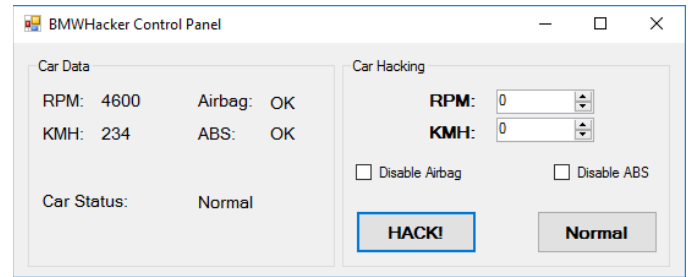 BMWHacker Control Panel
Car Data
RPM: 4600 Airbag: OK
KMH: 234 ABS: OK
Car Status: Normal
Car Hacking
RPM: 0
KMH: 0
Disable Airbag Disable ABS
HACK! Normal